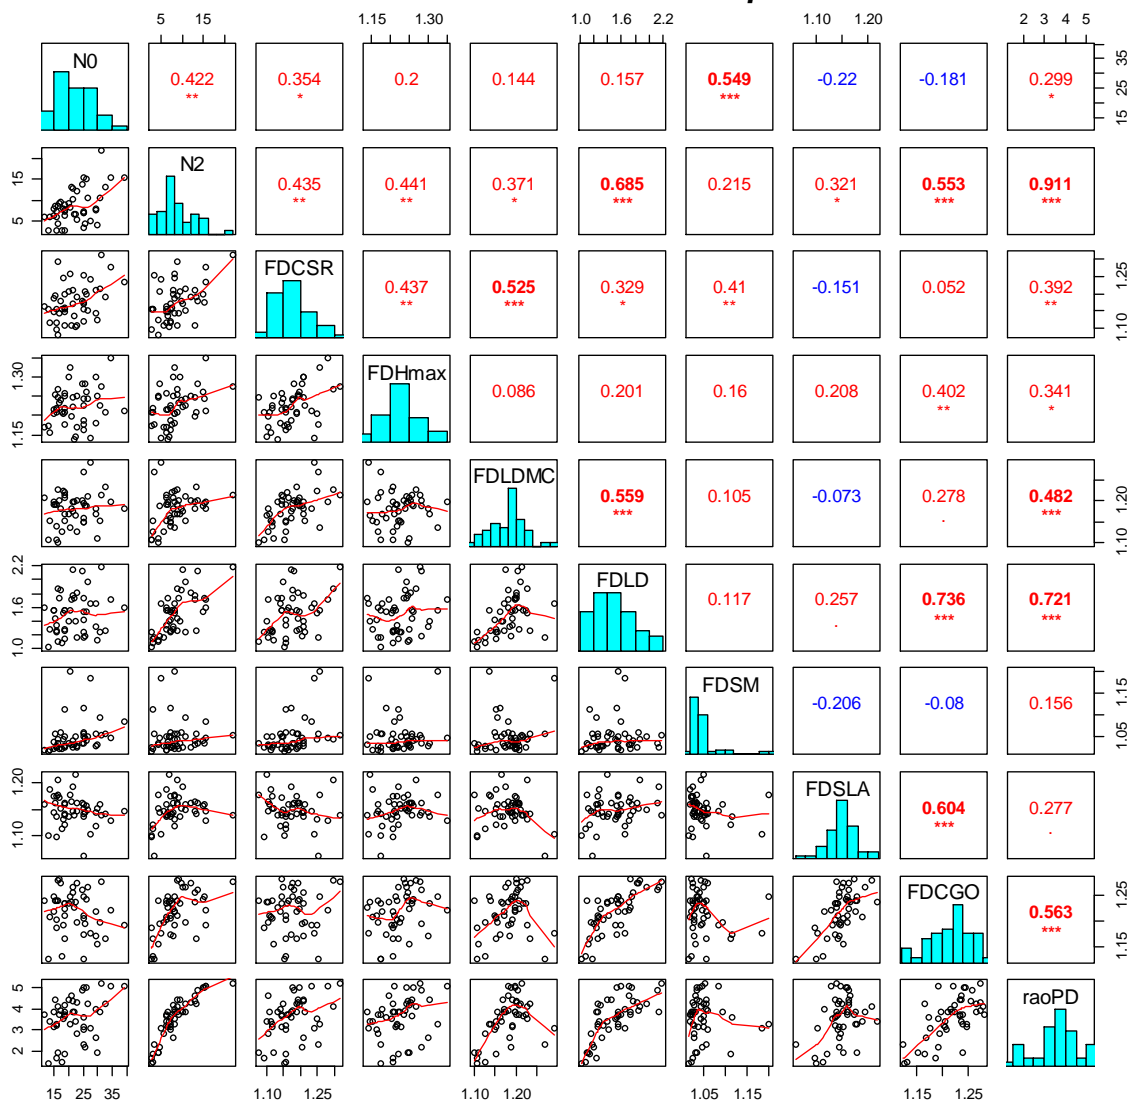 5 15 1.15 1.30 1.0 1.6 2.2 1.10 1.20 2 3 4 5
N0 0.422 0.354 0.2 0.144 0.157 0.549 -0.22 -0.181 0.299
** * *** *
15 25 35
N2 0.435 0.441 0.371 0.685 0.215 0.321 0.553 0.911
** ** * *** * *** ***
5 15
FDCSR 0.437 0.525 0.329 0.41 -0.151 0.052 0.392
** *** * ** **
1.10 1.25
FDHmax 0.086 0.201 0.16 0.208 0.402 0.341
** *
1.15 1.30
FDLDMC 0.559 0.105 -0.073 0.278 0.482
*** . ***
1.10 1.20
FDLD 0.117 0.257 0.736 0.721
. *** ***
1.0 1.6 2.2
FDSM -0.206 -0.08 0.156
1.05 1.15
FDSLA 0.604 0.277
*** .
1.10 1.20
FDCGO 0.563
***
1.15 1.25
raoPD
2 3 4 5
15 25 35 1.10 1.25 1.10 1.20 1.05 1.15 1.15 1.25